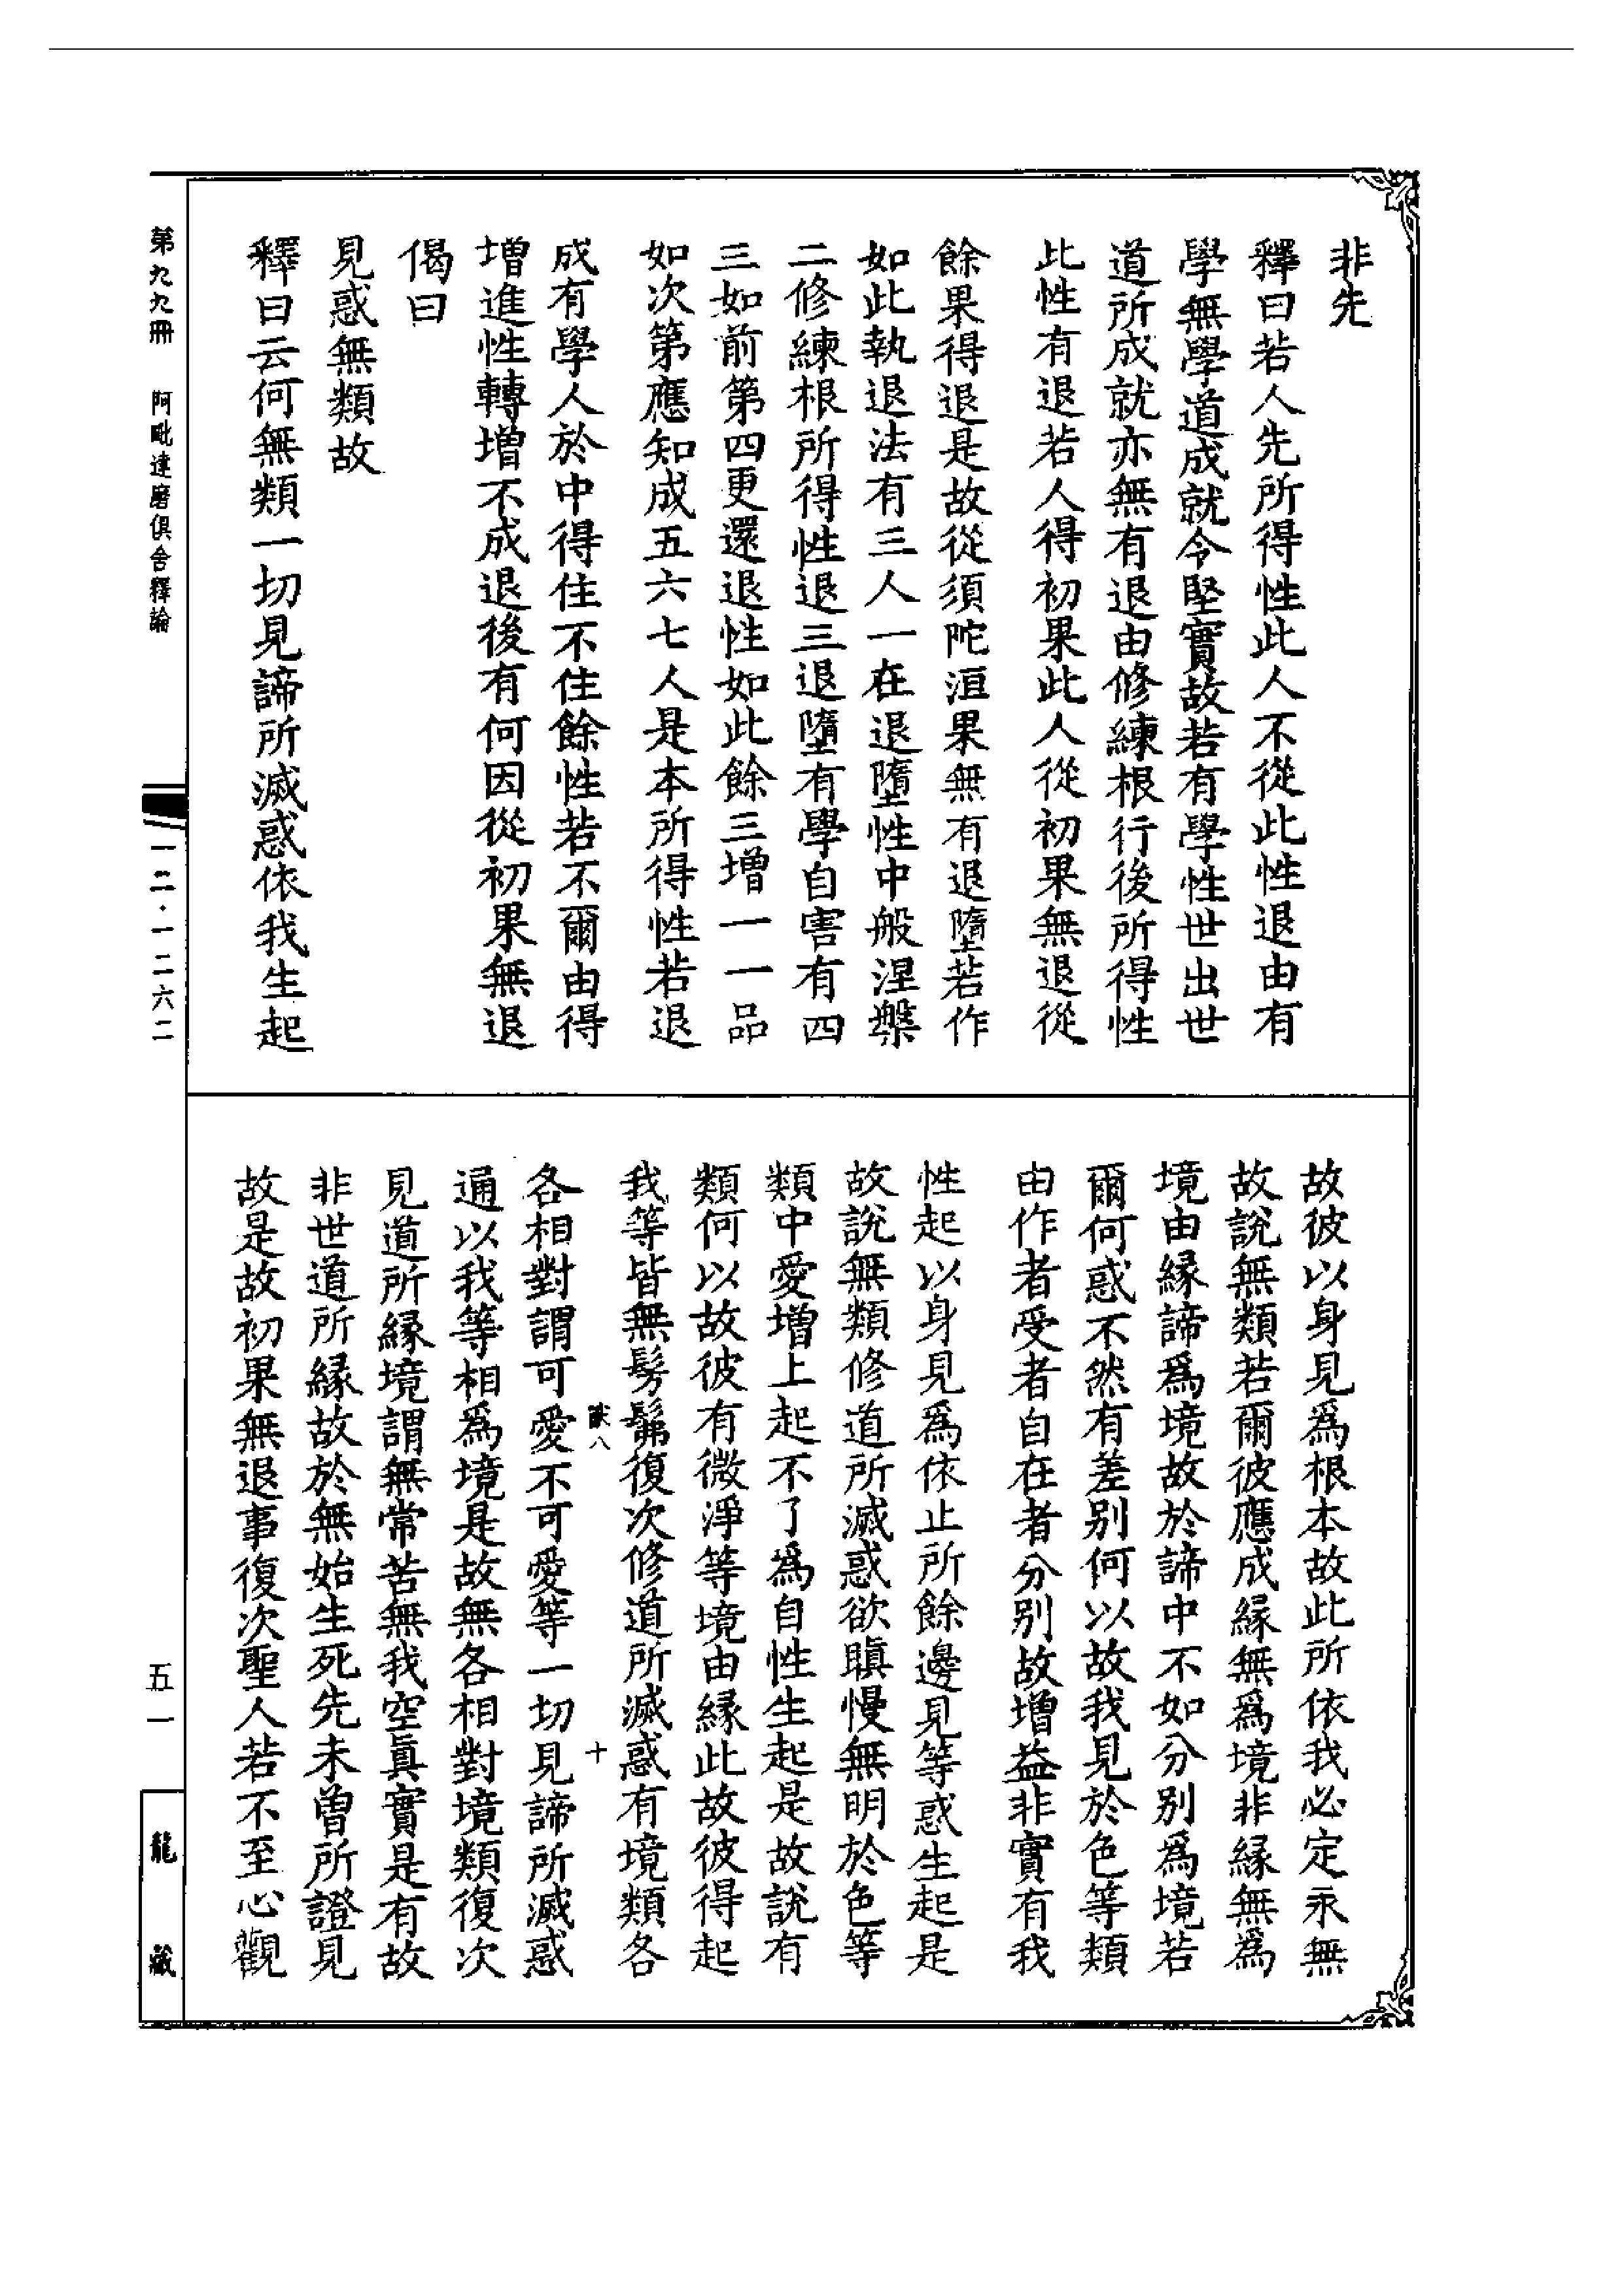 非先
釋曰若人先所得性此人不從此性退由有
學無學道成就令堅實故若有學性世出世
道所成就亦無有退由修練根行後所得性
此性有退若人得初果此人從初果無退從
餘果得退是故從須陀洹果無有退墮若作
如此執退法有三人一在退墮性中般涅槃
二修練根所得性退三退墮有學自害有四
三如前第四更還退性如此餘三增一一品
如次第應知成五六七人是本所得性若退
成有學人於中得住不住餘性若不爾由得
增進性轉增不成退後有何因從初果無退
偈曰
見惑無類故
釋曰云何無類一切見諦所滅惑依我生起
故彼以身見爲根本故此所依我必定永無
故說無類若爾彼應成緣無爲境非緣無爲
境由緣諦爲境故於諦中不如分別爲境若
爾何惑不然有差別何以故我見於色等類
由作者受者自在者分別故增益非實有我
性起以身見爲依止所餘邊見等惑生起是
故說無類修道所滅惑欲瞋慢無明於色等
類中愛增上起不了爲自性生起是故說有
類何以故彼有微淨等境由緣此故彼得起
我等皆無髣髴復次修道所滅惑有境類各
各相對謂可愛不可愛等一切見諦所滅惑
通以我等相爲境是故無各相對境類復次
見道所緣境謂無常苦無我空眞實是有故
非世道所緣故於無始生死先未曾所證見
故是故初果無退事復次聖人若不至心觀
八
十
第九九冊 阿毗達磨俱舍釋論
一二·一二六二
五一
龍藏